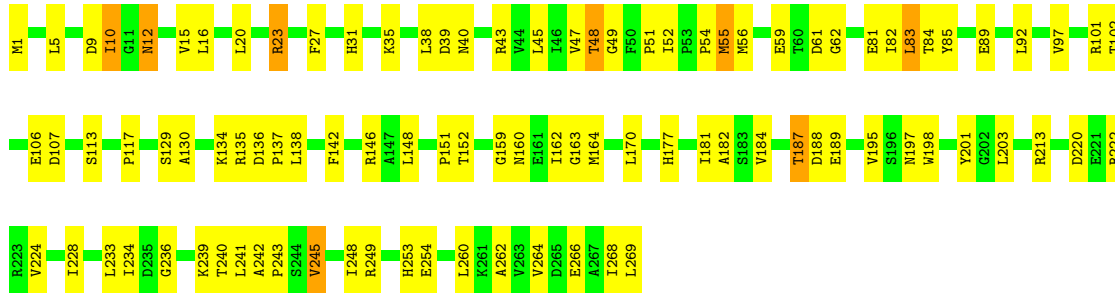 M1 L5 D9 I10 G11 N12 V15 L16 L20 R23 F27 H31 K35 L38 D39 N40 R43 V44 L45 I46 V47 T48 G49 F50 P51 I52 P53 P54 M55 M56 E59 T60 D61 G62 E81 I82 L83 T84 Y85 E89 L92 V97 R101 T102
E106 D107 S113 P117 S129 A130 K134 R135 D136 P137 L138 F142 R146 A147 L148 P151 T152 G159 N160 E161 I162 G163 M164 L170 H177 I181 A182 S183 V184 T187 D188 E189 V195 S196 N197 W198 Y201 G202 L203 R213 D220 E221
R223 V224 I228 L233 I234 D235 G236 K239 T240 L241 A242 P243 S244 V245 I248 R249 H253 E254 L260 K261 A262 V263 V264 D265 E266 A267 I268 L269